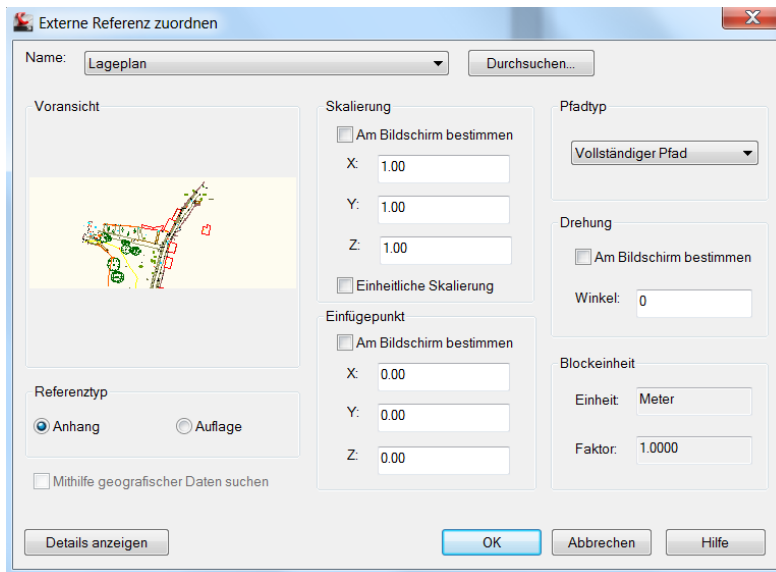 Externe Referenz zuordnen
Name: Lageplan Durchsuchen...
Voransicht
Referenztyp
Anhang Auflage
Mithilfe geografischer Daten suchen
Skalierung
Am Bildschirm bestimmen
X: 1.00
Y: 1.00
Z: 1.00
Einheitliche Skalierung
Einfügepunkt
Am Bildschirm bestimmen
X: 0.00
Y: 0.00
Z: 0.00
Pfadtyp
Vollständiger Pfad
Drehung
Am Bildschirm bestimmen
Winkel: 0
Blockeinheit
Einheit: Meter
Faktor: 1.0000
Details anzeigen OK Abbrechen Hilfe